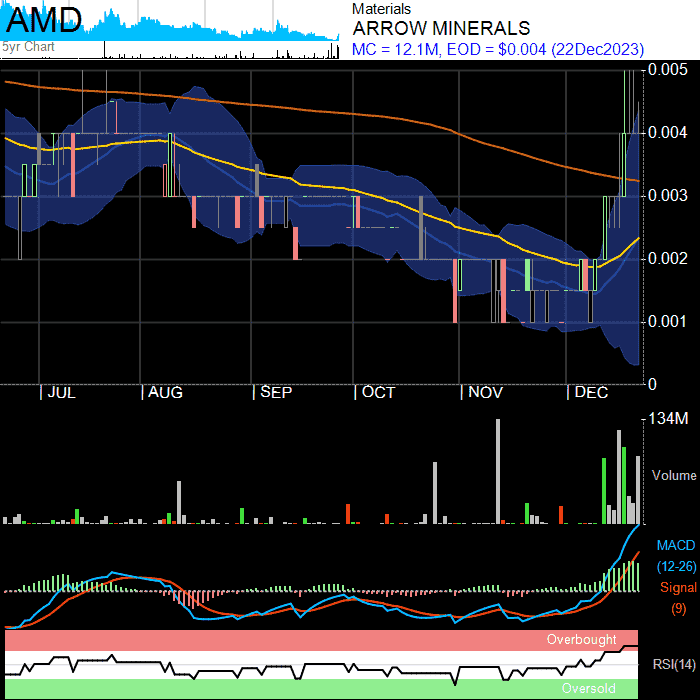 AMD
5yr Chart
Materials
ARROW MINERALS
MC = 12.1M, EOD = $0.004 (22Dec2023)
0.005
0.004
0.003
0.002
0.001
0
JUL AUG SEP OCT NOV DEC
134M
Volume
MACD
(12-26)
Signal
(9)
Overbought
RSI(14)
Oversold